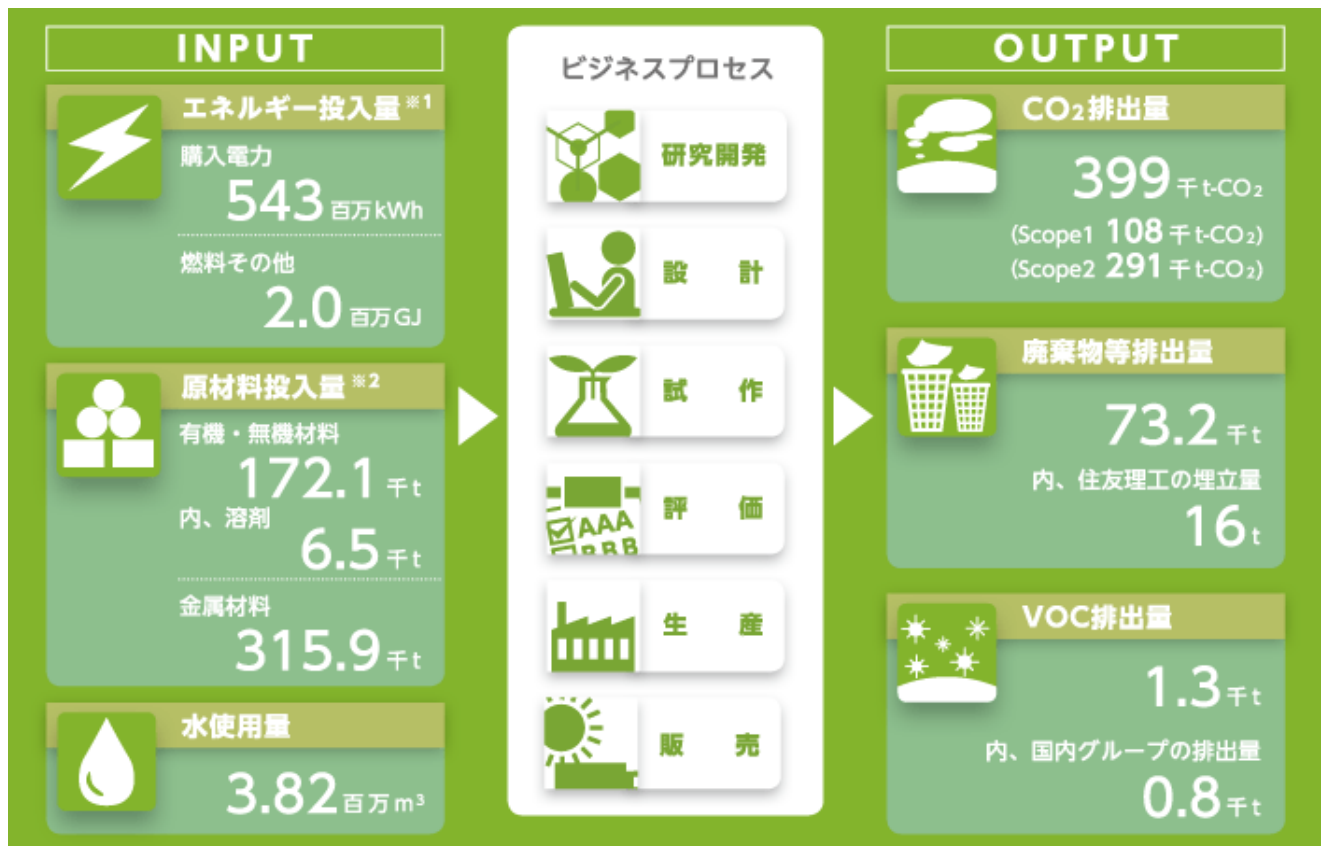 INPUT
エネルギー投入量※1
購入電力
543百万kWh
燃料その他
2.0百万GJ
原材料投入量※2
有機・無機材料
172.1千t
内、溶剤
6.5千t
金属材料
315.9千t
水使用量
3.82百万m³
ビジネスプロセス
研究開発
設 計
試 作
AAA
BBB
評 価
生 産
販 売
OUTPUT
CO₂排出量
399千t-CO₂
(Scope1 108千t-CO₂)
(Scope2 291千t-CO₂)
廃棄物等排出量
73.2千t
内、住友理工の埋立量
16t
VOC排出量
1.3千t
内、国内グループの排出量
0.8千t